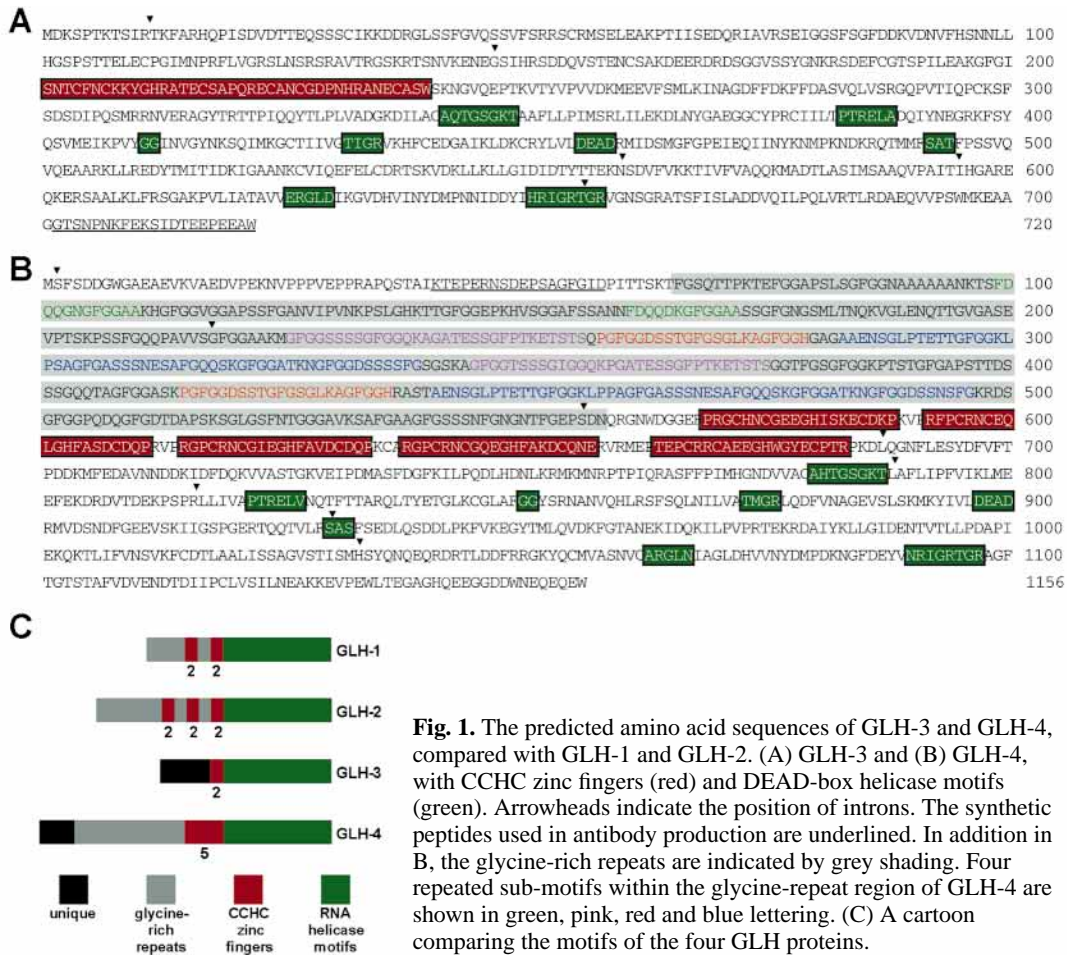 A
MDKSPTKTSIRTKFARHQPISDVDTTEQSSSCIKKDDRGLSSFGVQSSVFSRRSCRMSELEAKPTIISEDQRIAVRSEIGGSFSGFDDKVDNVFHSNNLL 100
HGSPSTTELECPGIMNPRFLVGRSLNSRSRAVTRGSKRTSNVKENEGSIHRSDDQVSTENCSAKDEERDRDSGGVSSYGNKRSDEFCGTSPILEAKGFGI 200
SNTCFNCKKYGHRATECSAPQRECANCGDPNHRANECASWSKNGVQEPTKVTYVPVVDKMEEVFSMLKINAGDFFDKFFDASVQLVSRGQPVTIQPCKSF 300
SDSDIPQSMRRNVERAGYTRTTPIQQYTLPLVADGKDILACAQTGSGKTAAFLLPIMSRLILEKDLNYGAEGGCYPRCIILTPTRELADQIYNEGRKFSY 400
QSVMEIKPVYGGINVGYNKSQIMKGCTIIVGTIGRVKHFCEDGAIKLDKCRYLVLDEADRMIDSMGFGPEIEQIINYKNMPKNDKRQTMMFSATFPSSVQ 500
VQEAARKLLREDYTMITIDKIGAANKCVIQEFELCDRTSKVDKLLKLLGIDIDTYTTEKNSDVFVKKTIVFVAQQKMADTLASIMSAAQVPAITIHGARE 600
QKERSAALKLFRSGAKPVLIATAVVERGLDIKGVDHVINYDMPNNIDDYIHRIGRTGRVGNSGRATSFISLADDVQILPQLVRTLRDAEQVVPSWMKEAA 700
GGTSNPNKFEKSIDTEEPEEAW 720
B
MSFSDDGWGAEAEVKVAEDVPEKNVPPPVEPPRAPQSTAIKTEPERNSDEPSAGFGIDPITTSKTFGSQTTPKTEFGGAPSLSGFGGNAAAAAANKTSFD 100
QQGNGFGGAAKHGFGGVGGAPSSFGANVIPVNKPSLGHKTTGFGGEPKHVSGGAFSSANNFDQQDKGFGGAASSGFGNGSMLTNQKVGLENQTTGVGASE 200
VPTSKPSSFGQQPAVVSGFGGAAKMGFGGSSSSGFGGQKAGATESSGFPTKETSTSQPGFGGDSSTGFGSGLKAGFGGHGAGAAENSGLPTETTGFGGKL 300
PSAGFGASSSNESAFGQQSKGFGGATKNGFGGDSSSSFGSGSKAGFGGTSSSGIGGQKPGATESSGFPTKETSTSGGTFGSGFGGKPTSTGFGAPSTTDS 400
SSGQQTAGFGGASKPGFGGDSSTGFGSGLKAGFGGHRASTAENSGLPTETTGFGGKLPPAGFGASSSNESAFGQQSKGFGGATKNGFGGDSSNSFGKRDS 500
GFGGPQDQGFGDTDAPSKSGLGSFNTGGGAVKSAFGAAGFGSSSNFGNGNTFGEPSDNQRGNWDGGERPRGCHNCGEEGHISKECDKPKVPRFPCRNCEQ 600
LGHFASDCDQPRVPRGPCRNCGIEGHFAVDCDQPKCPRGPCRNCGQEGHFAKDCQNERVRMEPTEPCRRCAEEGHWGYECPTRPKDLQGNFLESYDFVFT 700
PDDKMFEDAVNNDDKIDFDQKVVASTGKVEIPDMASFDGFKILPQDLHDNLKRMKMNRPTPIQRASFFPIMHGNDVVACAHTGSGKTLAFLIPFVIKLME 800
EFEKDRDVTDEKPSPRLLIVAPTRELVNQTFTTARQLTYETGLKCGLAYGGYSRNANVQHLRSFSQLNILVATMGRLQDFVNAGEVSLSKMKYIVLDEAD 900
RMVDSNDFGEEVSKIIGSPGERTQQTVLFSASFSEDLQSDDLPKFVKEGYTMLQVDKFGTANEKIDQKILPVPRTEKRDAIYKLLGIDENTVTLLPDAPI 1000
EKQKTLIFVNSVKFCDTLAALISSAGVSTISMHSYQNQEQRDRTLDDFRRGKYQCMVASNVCARGLNIAGLDHVVNYDMPDKNGFDEYVNRIGRTGRAGF 1100
TGTSTAFVDVENDTDIIPCLVSILNEAKKEVPEWLTEGAGHQEEGGDDWNEQEQEW 1156
C
GLH-1
2 2
GLH-2
2 2 2
GLH-3
2
GLH-4
5
unique
glycine-rich repeats
CCHC zinc fingers
RNA helicase motifs
Fig. 1. The predicted amino acid sequences of GLH-3 and GLH-4,
compared with GLH-1 and GLH-2. (A) GLH-3 and (B) GLH-4,
with CCHC zinc fingers (red) and DEAD-box helicase motifs
(green). Arrowheads indicate the position of introns. The synthetic
peptides used in antibody production are underlined. In addition in
B, the glycine-rich repeats are indicated by grey shading. Four
repeated sub-motifs within the glycine-repeat region of GLH-4 are
shown in green, pink, red and blue lettering. (C) A cartoon
comparing the motifs of the four GLH proteins.